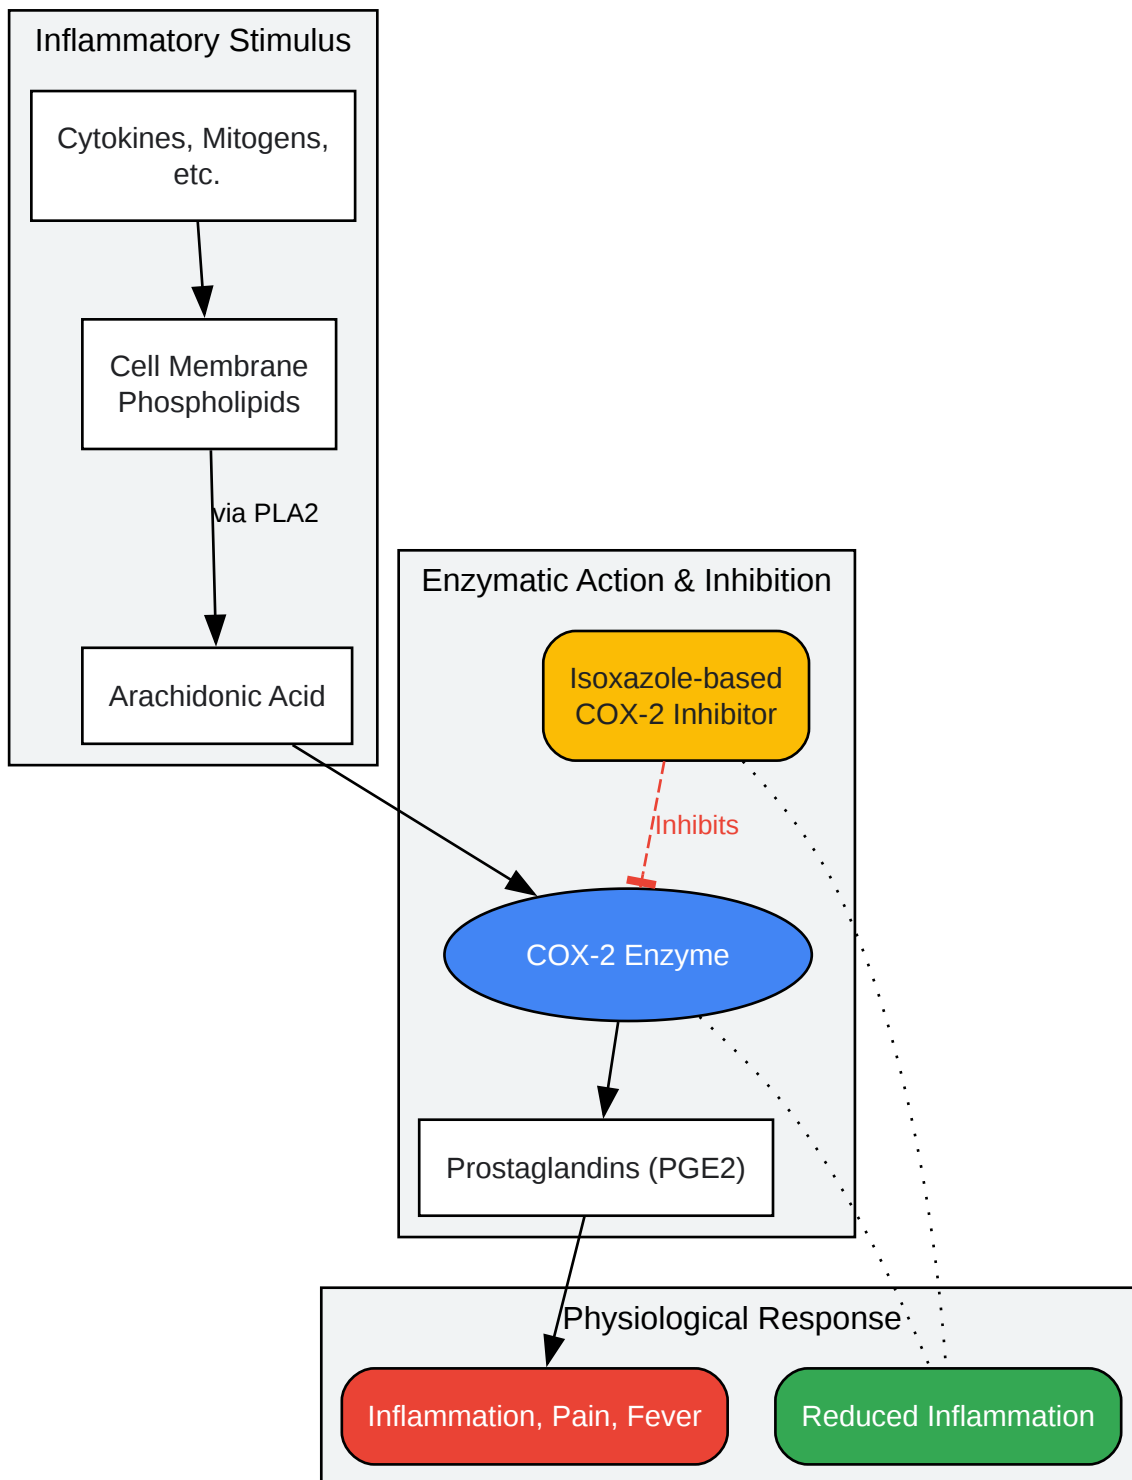 Inflammatory Stimulus
Cytokines, Mitogens,
etc.
Cell Membrane
Phospholipids
via PLA2
Arachidonic Acid
Enzymatic Action & Inhibition
Isoxazole-based
COX-2 Inhibitor
Inhibits
COX-2 Enzyme
Prostaglandins (PGE2)
Physiological Response
Inflammation, Pain, Fever
Reduced Inflammation